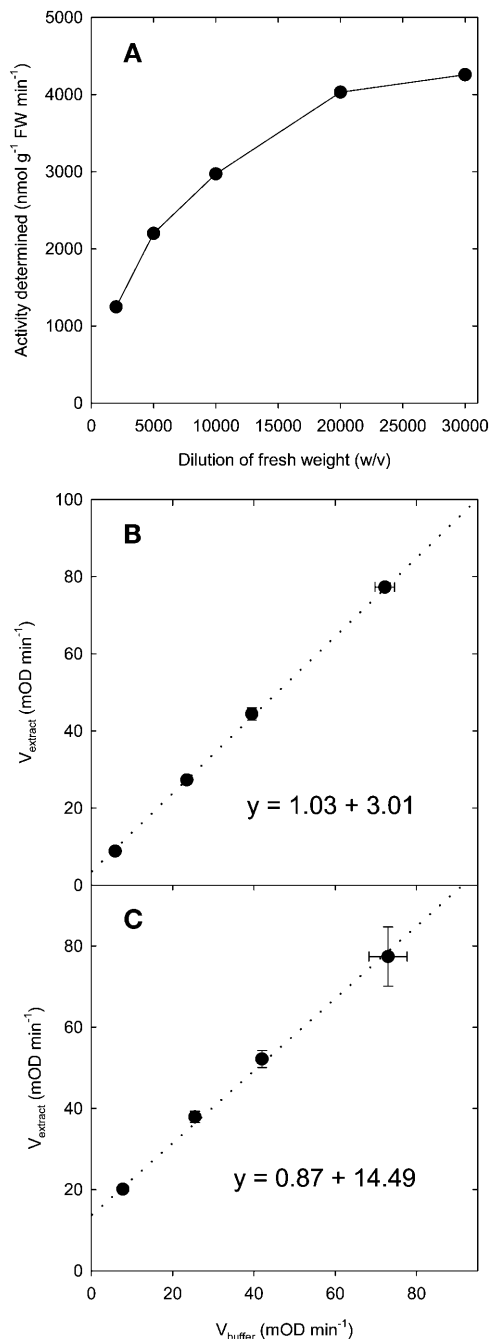 A
Activity determined (nmol g⁻¹ FW min⁻¹)
5000
4000
3000
2000
1000
0
0 5000 10000 15000 20000 25000 30000
Dilution of fresh weight (w/v)
B
V_extract (mOD min⁻¹)
100
80
60
40
20
0
y = 1.03 + 3.01
C
V_extract (mOD min⁻¹)
80
60
40
20
0
y = 0.87 + 14.49
0 20 40 60 80
V_buffer (mOD min⁻¹)